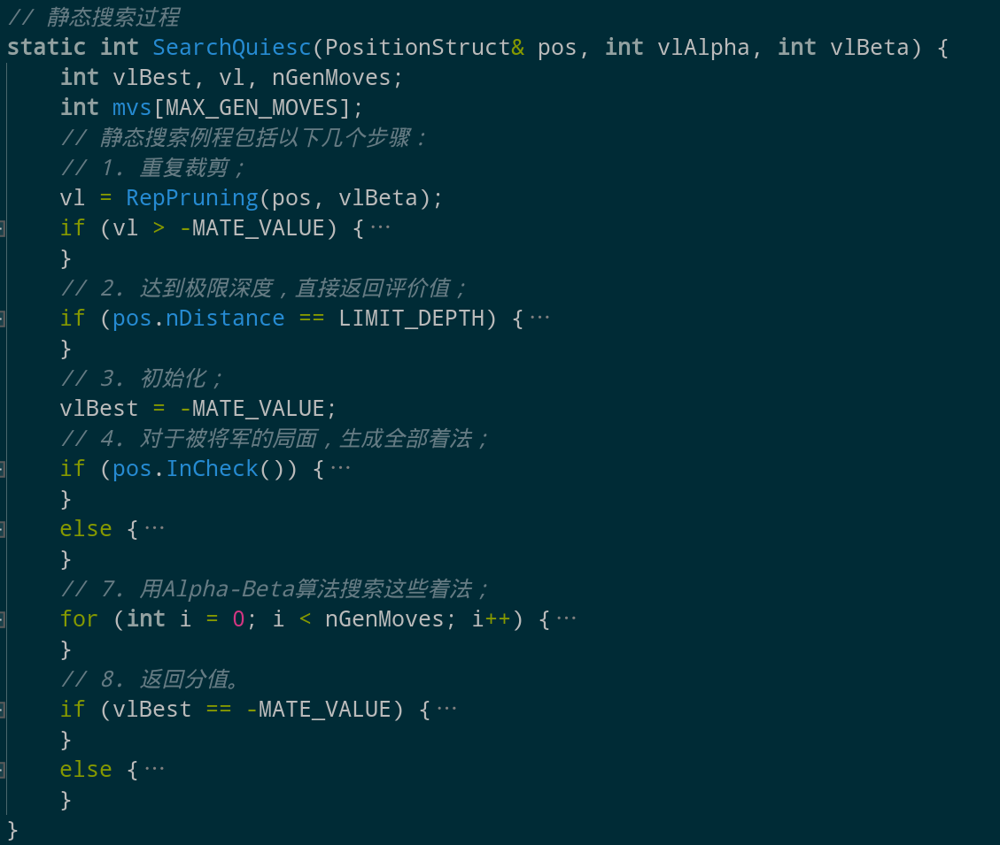 // 静态搜索过程
static int SearchQuiesc(PositionStruct& pos, int vlAlpha, int vlBeta) {
    int vlBest, vl, nGenMoves;
    int mvs[MAX_GEN_MOVES];
    // 静态搜索例程包括以下几个步骤：
    // 1. 重复裁剪；
    vl = RepPruning(pos, vlBeta);
    if (vl > -MATE_VALUE) {···
    }
    // 2. 达到极限深度，直接返回评价值；
    if (pos.nDistance == LIMIT_DEPTH) {···
    }
    // 3. 初始化；
    vlBest = -MATE_VALUE;
    // 4. 对于被将军的局面，生成全部着法；
    if (pos.InCheck()) {···
    }
    else {···
    }
    // 7. 用Alpha-Beta算法搜索这些着法；
    for (int i = 0; i < nGenMoves; i++) {···
    }
    // 8. 返回分值。
    if (vlBest == -MATE_VALUE) {···
    }
    else {···
    }
}